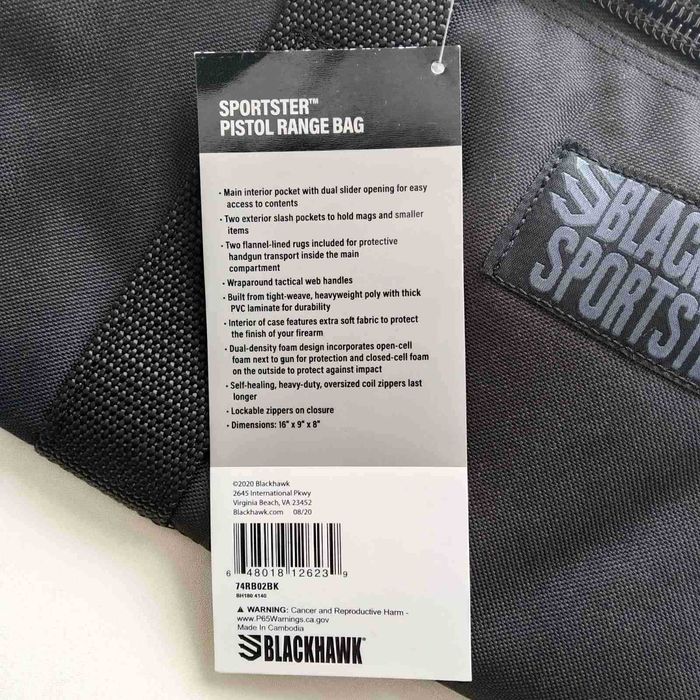 SPORTSTER™
PISTOL RANGE BAG
• Main interior pocket with dual slider opening for easy
access to contents
• Two exterior slash pockets to hold mags and smaller
items
• Two flannel-lined rugs included for protective
handgun transport inside the main
compartment
• Wraparound tactical web handles
• Built from tight-weave, heavyweight poly with thick
PVC laminate for durability
• Interior of case features extra soft fabric to protect
the finish of your firearm
• Dual-density foam design incorporates open-cell
foam next to gun for protection and closed-cell foam
on the outside to protect against impact
• Self-healing, heavy-duty, oversized coil zippers last
longer
• Lockable zippers on closure
• Dimensions: 16" x 9" x 8"
©2020 Blackhawk
2645 International Pkwy
Virginia Beach, VA 23452
Blackhawk.com 08/20
6 48018 12623 9
74RB02BK
BH180 4140
⚠ WARNING: Cancer and Reproductive Harm -
www.P65Warnings.ca.gov
Made In Cambodia
BLACKHAWK®
BLACKH
SPORTST